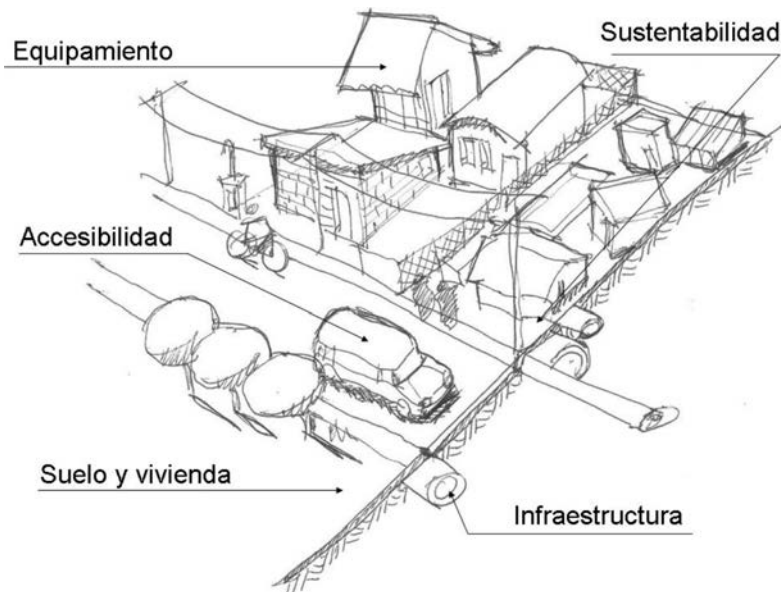 Sustentabilidad
Equipamiento
Accesibilidad
Suelo y vivienda
Infraestructura